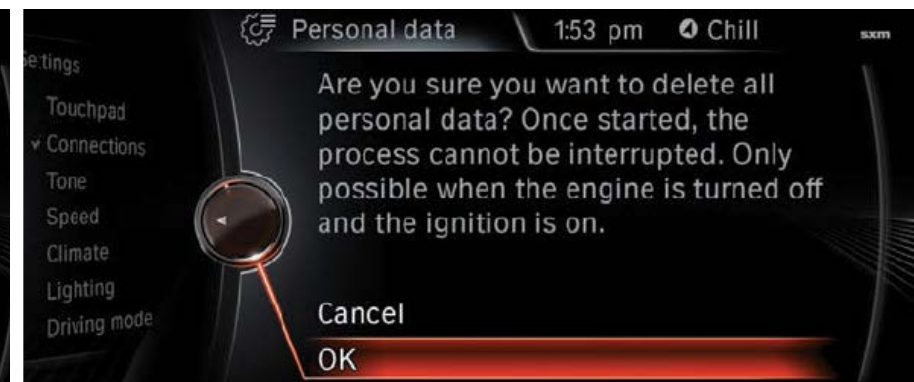 Personal data
1:53 pm
Chill
sxm
Settings
Touchpad
Connections
Tone
Speed
Climate
Lighting
Driving mode
Are you sure you want to delete all
personal data? Once started, the
process cannot be interrupted. Only
possible when the engine is turned off
and the ignition is on.
Cancel
OK